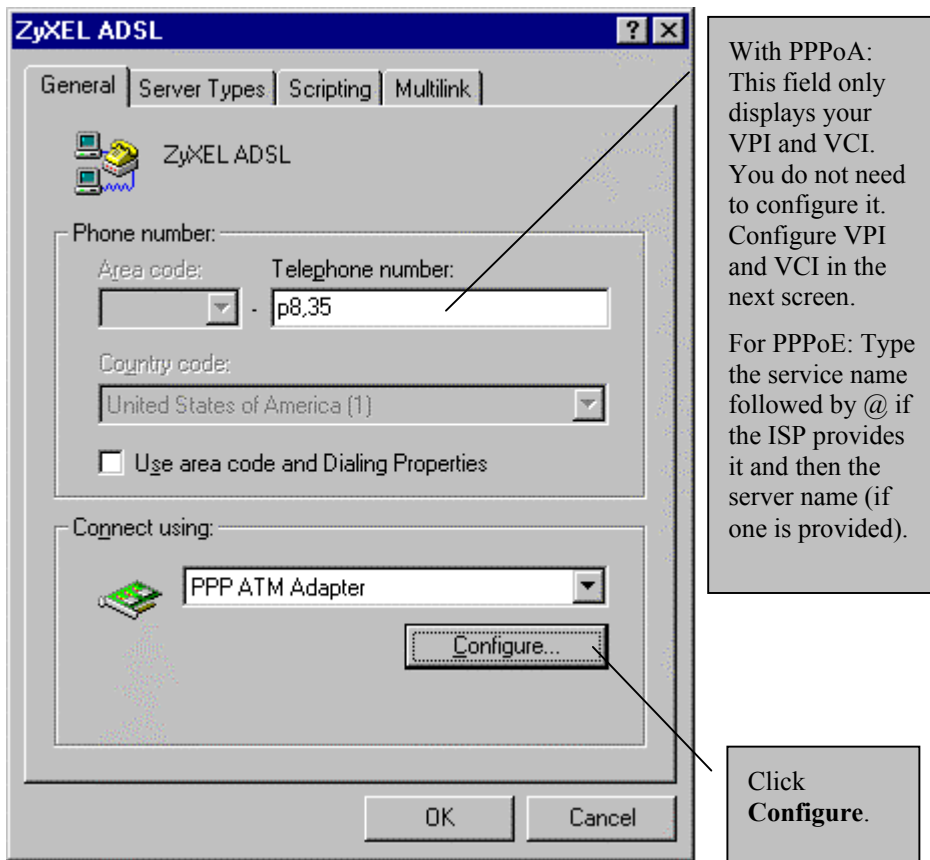 ZyXEL ADSL
General Server Types Scripting Multilink
ZyXEL ADSL
Phone number:
Area code: Telephone number:
- p8,35
Country code:
United States of America (1)
Use area code and Dialing Properties
Connect using:
PPP ATM Adapter
Configure...
OK Cancel
With PPPoA:
This field only
displays your
VPI and VCI.
You do not need
to configure it.
Configure VPI
and VCI in the
next screen.
For PPPoE: Type
the service name
followed by @ if
the ISP provides
it and then the
server name (if
one is provided).
Click
Configure.